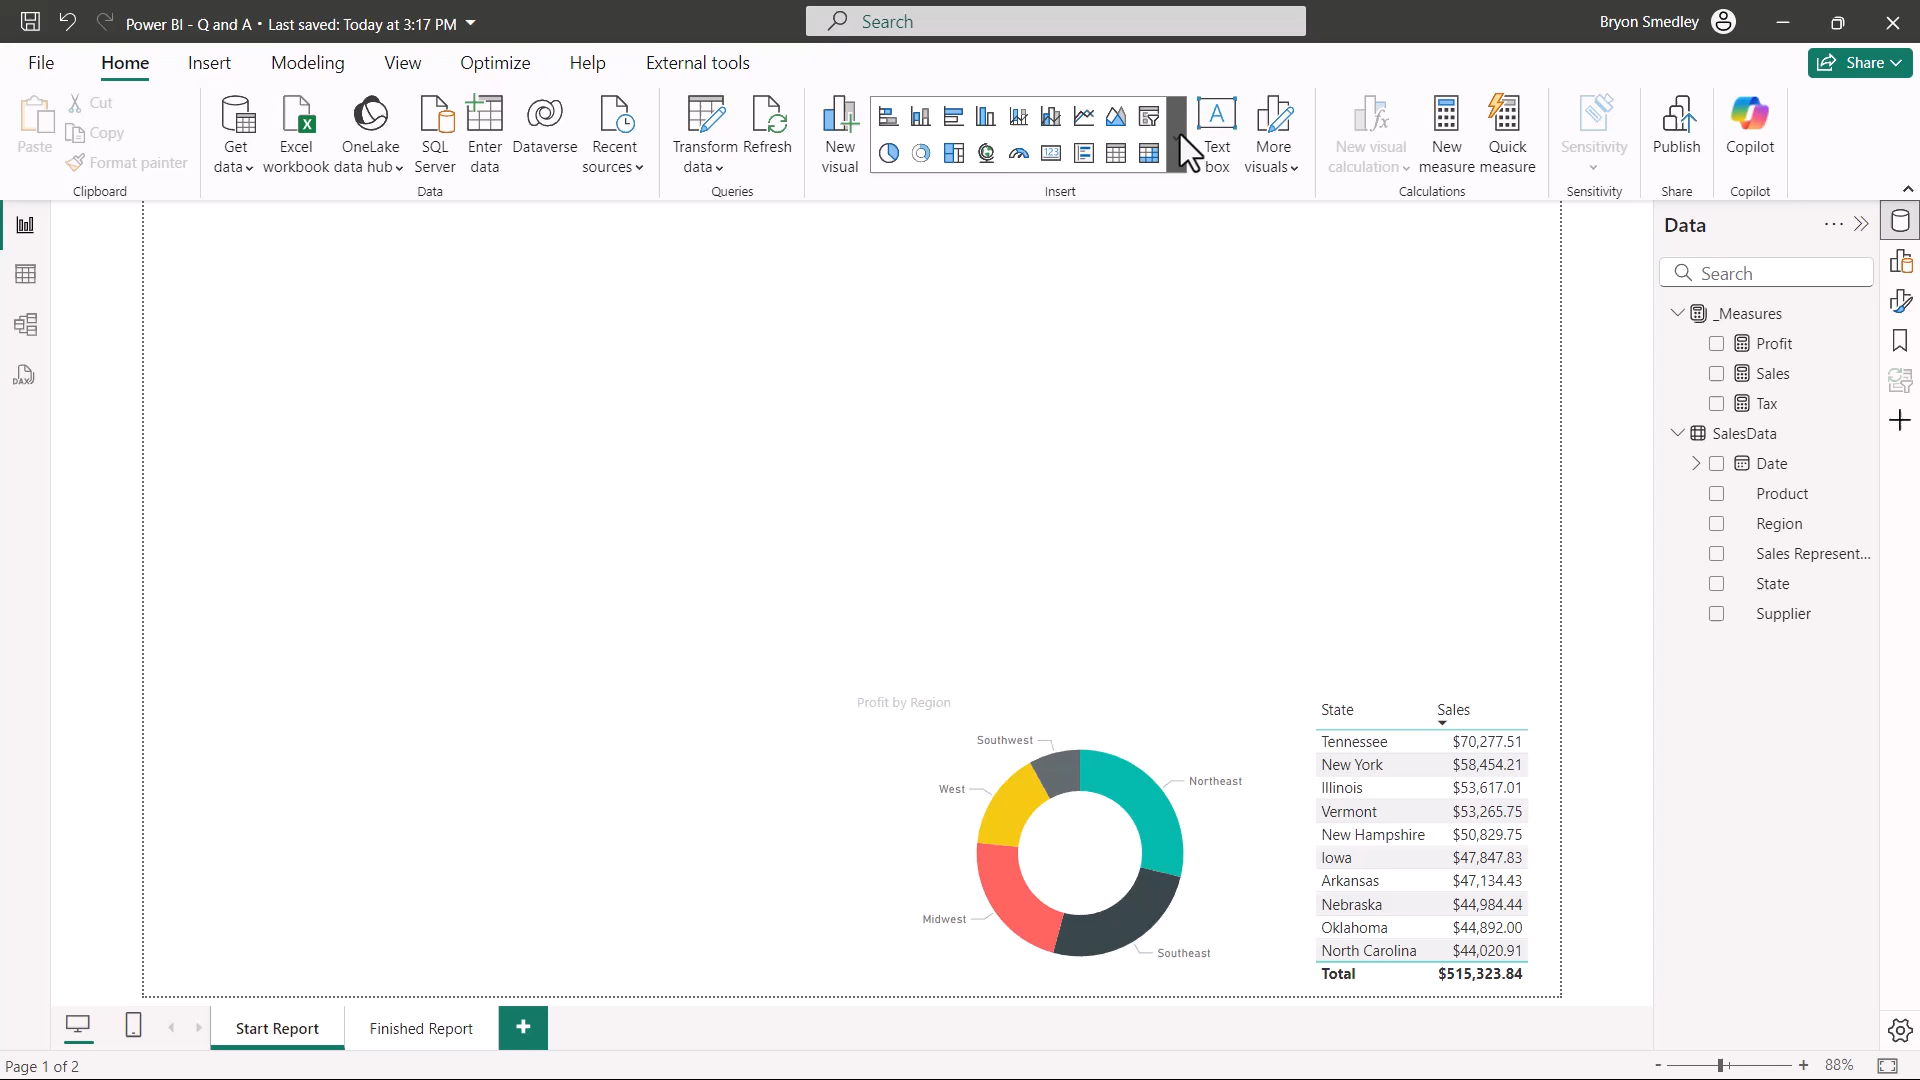 Power BI - Q and A • Last saved: Today at 3:17 PM
Search
Bryon Smedley
File
Home
Insert
Modeling
View
Optimize
Help
External tools
Share
Paste
Cut
Copy
Format painter
Clipboard
Get data
Excel workbook
OneLake data hub
SQL Server
Enter data
Dataverse
Recent sources
Data
Transform data
Refresh
Queries
New visual
123
A
Text box
More visuals
Insert
New visual calculation
New measure
Quick measure
Calculations
Sensitivity
Sensitivity
Publish
Share
Copilot
Copilot
DAX
Data
Search
_Measures
Profit
Sales
Tax
SalesData
Date
Product
Region
Sales Represent...
State
Supplier
Profit by Region
Southwest
West
Northeast
Midwest
Southeast
State Sales
Tennessee $70,277.51
New York $58,454.21
Illinois $53,617.01
Vermont $53,265.75
New Hampshire $50,829.75
Iowa $47,847.83
Arkansas $47,134.43
Nebraska $44,984.44
Oklahoma $44,892.00
North Carolina $44,020.91
Total $515,323.84
Start Report
Finished Report
+
Page 1 of 2
- + 88%